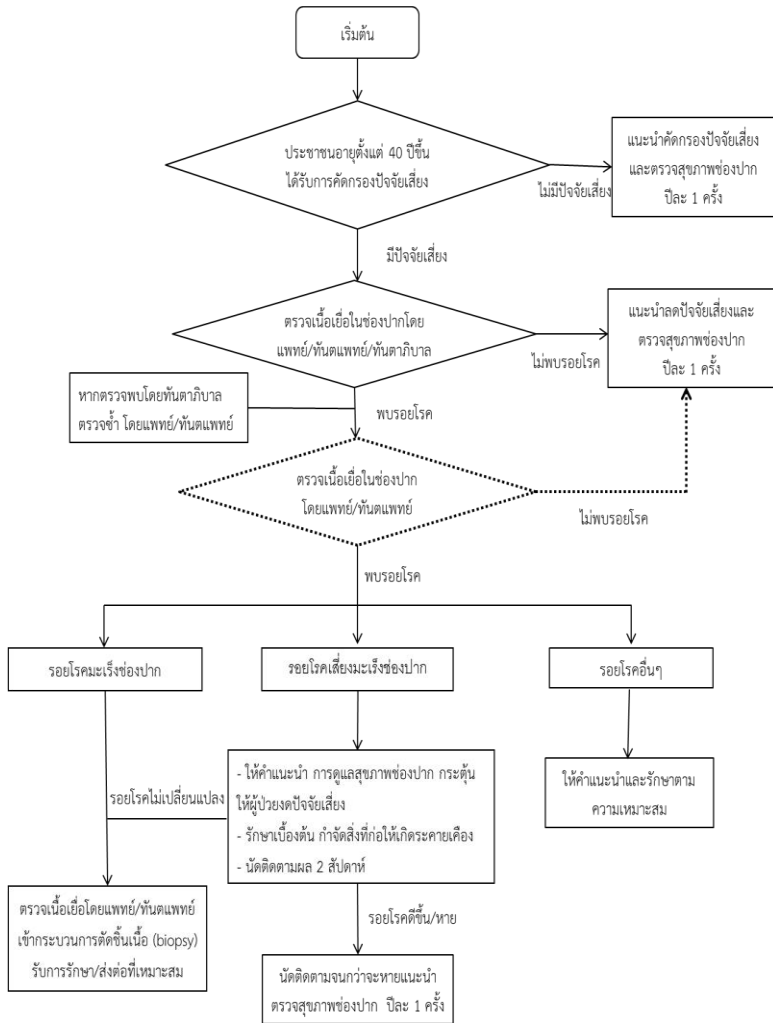 เริ่มต้น
ประชาชนอายุตั้งแต่ 40 ปีขึ้น
ได้รับการคัดกรองปัจจัยเสี่ยง
ไม่มีปัจจัยเสี่ยง
แนะนำคัดกรองปัจจัยเสี่ยง
และตรวจสุขภาพช่องปาก
ปีละ 1 ครั้ง
มีปัจจัยเสี่ยง
ตรวจเนื้อเยื่อในช่องปากโดย
แพทย์/ทันตแพทย์/ทันตาภิบาล
ไม่พบรอยโรค
แนะนำลดปัจจัยเสี่ยงและ
ตรวจสุขภาพช่องปาก
ปีละ 1 ครั้ง
หากตรวจพบโดยทันตาภิบาล
ตรวจซ้ำ โดยแพทย์/ทันตแพทย์
พบรอยโรค
ตรวจเนื้อเยื่อในช่องปาก
โดยแพทย์/ทันตแพทย์
ไม่พบรอยโรค
พบรอยโรค
รอยโรคมะเร็งช่องปาก
รอยโรคเสี่ยงมะเร็งช่องปาก
รอยโรคอื่นๆ
รอยโรคไม่เปลี่ยนแปลง
- ให้คำแนะนำ การดูแลสุขภาพช่องปาก กระตุ้น
ให้ผู้ป่วยงดปัจจัยเสี่ยง
- รักษาเบื้องต้น กำจัดสิ่งที่ก่อให้เกิดระคายเคือง
- นัดติดตามผล 2 สัปดาห์
ให้คำแนะนำและรักษาตาม
ความเหมาะสม
ตรวจเนื้อเยื่อโดยแพทย์/ทันตแพทย์
เข้ากระบวนการตัดชิ้นเนื้อ (biopsy)
รับการรักษา/ส่งต่อที่เหมาะสม
รอยโรคดีขึ้น/หาย
นัดติดตามจนกว่าจะหายแนะนำ
ตรวจสุขภาพช่องปาก ปีละ 1 ครั้ง